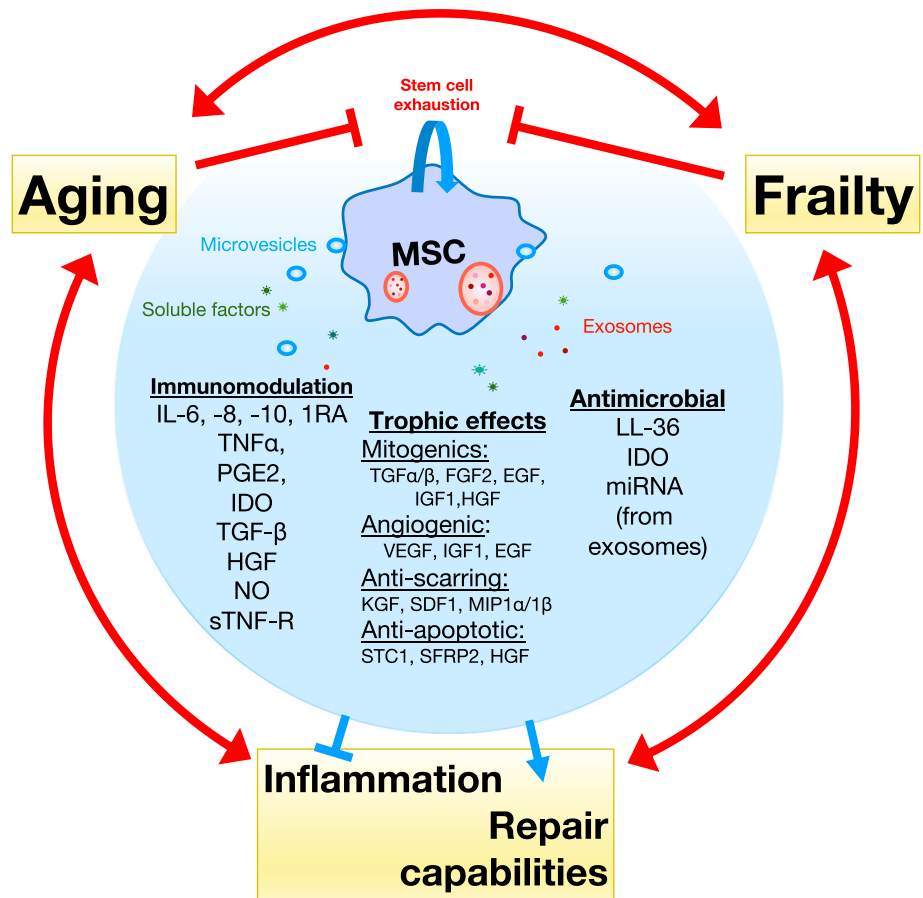 Stem cell
exhaustion
Aging
Frailty
Microvesicles
MSC
Soluble factors
Exosomes
Immunomodulation
IL-6, -8, -10, 1RA
TNFα,
PGE2,
IDO
TGF-β
HGF
NO
sTNF-R
Trophic effects
Mitogenics:
TGFα/β, FGF2, EGF,
IGF1,HGF
Angiogenic:
VEGF, IGF1, EGF
Anti-scarring:
KGF, SDF1, MIP1α/1β
Anti-apoptotic:
STC1, SFRP2, HGF
Antimicrobial
LL-36
IDO
miRNA
(from
exosomes)
Inflammation
Repair
capabilities